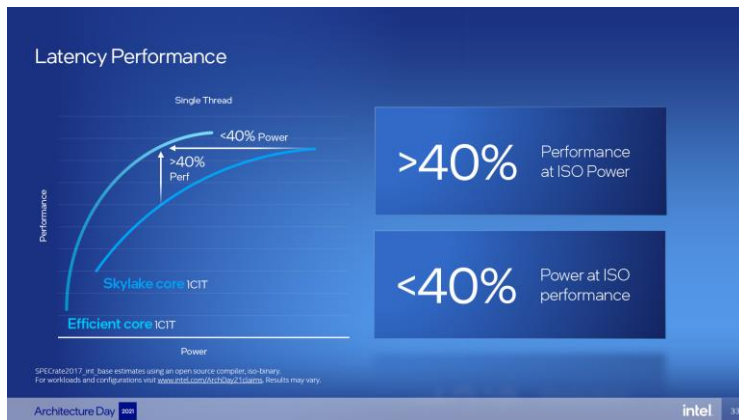 Latency Performance
Single Thread
<40% Power
>40%
Perf
Performance
Skylake core 1C1T
Efficient core 1C1T
Power
>40%
Performance
at ISO Power
<40%
Power at ISO
performance
SPECrate2017_int_base estimates using an open source compiler, iso-binary.
For workloads and configurations visit www.intel.com/ArchDay21claims. Results may vary.
Architecture Day 2021
intel
33